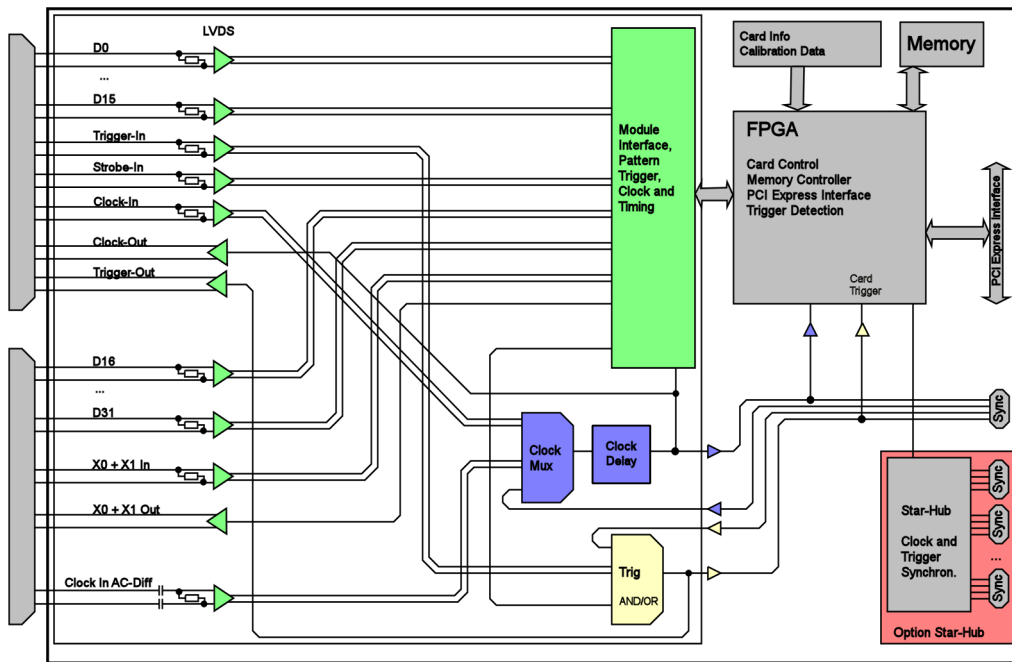 LVDS
D0
...
D15
Trigger-In
Strobe-In
Clock-In
Clock-Out
Trigger-Out
D16
...
D31
X0 + X1 In
X0 + X1 Out
Clock In AC-Diff
Module
Interface,
Pattern
Trigger,
Clock and
Timing
Clock
Mux
Clock
Delay
Trig
AND/OR
Card Info
Calibration Data
Memory
FPGA
Card Control
Memory Controller
PCI Express Interface
Trigger Detection
Card
Trigger
PCI Express Interface
Sync
Star-Hub
Clock and
Trigger
Synchron.
Sync
Sync
...
Sync
Option Star-Hub